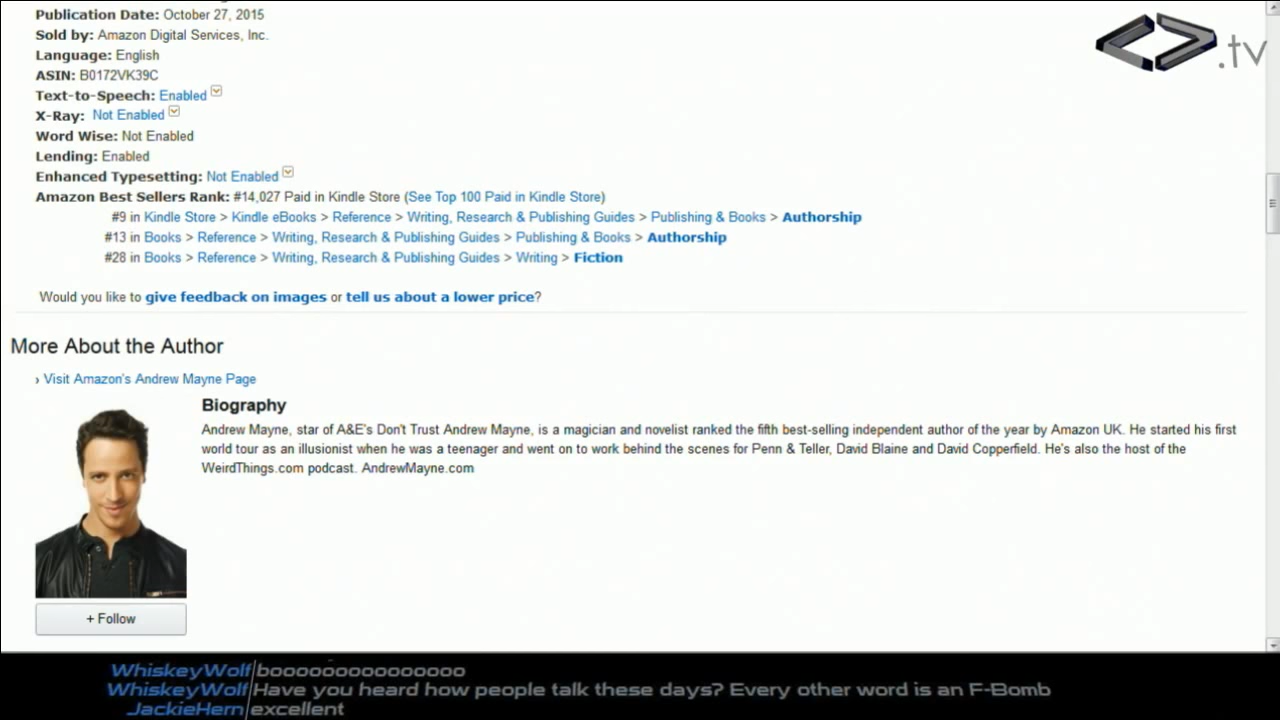 Publication Date: October 27, 2015
.tv
Sold by: Amazon Digital Services, Inc.
Language: English
ASIN: B0172VK39C
Text-to-Speech: Enabled
X-Ray: Not Enabled
Word Wise: Not Enabled
Lending: Enabled
Enhanced Typesetting: Not Enabled
Amazon Best Sellers Rank: #14,027 Paid in Kindle Store (See Top 100 Paid in Kindle Store)
#9 in Kindle Store > Kindle eBooks > Reference > Writing, Research & Publishing Guides > Publishing & Books > Authorship
#13 in Books > Reference > Writing, Research & Publishing Guides > Publishing & Books > Authorship
#28 in Books > Reference > Writing, Research & Publishing Guides > Writing > Fiction
Would you like to give feedback on images or tell us about a lower price?
More About the Author
› Visit Amazon's Andrew Mayne Page
Biography
Andrew Mayne, star of A&E's Don't Trust Andrew Mayne, is a magician and novelist ranked the fifth best-selling independent author of the year by Amazon UK. He started his first
world tour as an illusionist when he was a teenager and went on to work behind the scenes for Penn & Teller, David Blaine and David Copperfield. He's also the host of the
WeirdThings.com podcast. AndrewMayne.com
+ Follow
WhiskeyWolf booooooooooooooo
WhiskeyWolf Have you heard how people talk these days? Every other word is an F-Bomb
JackieHern excellent